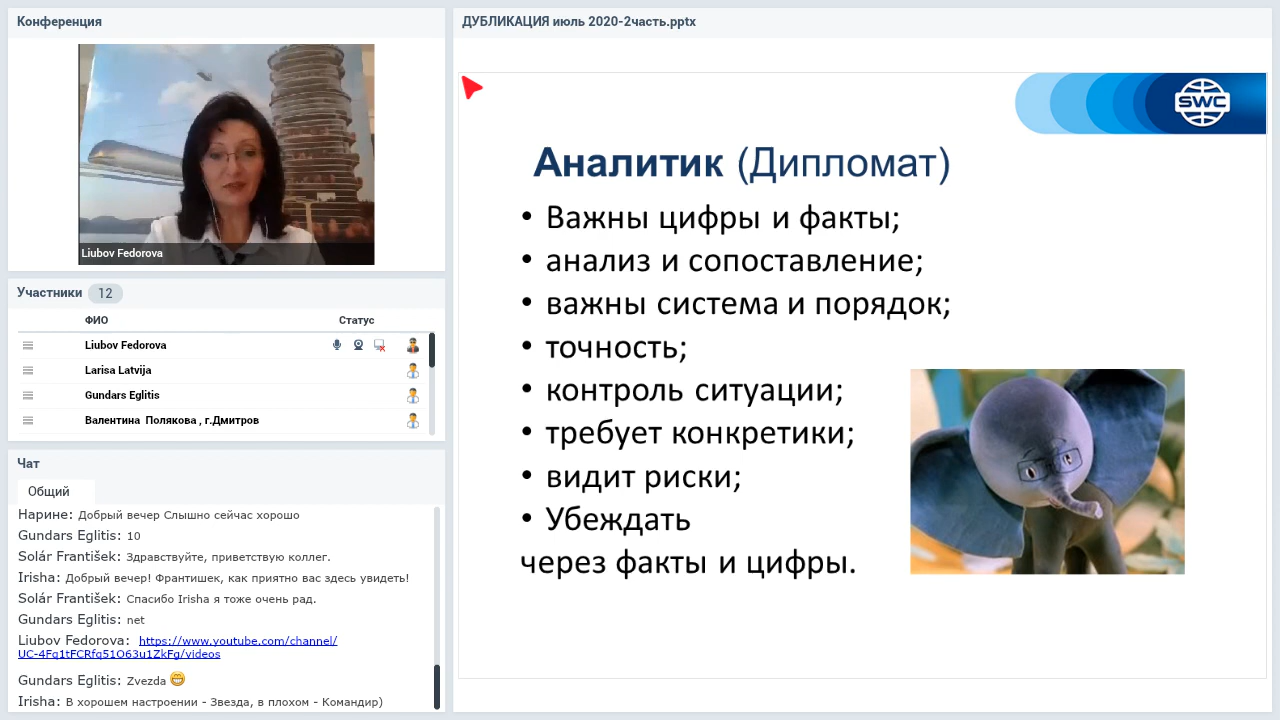 Конференция
Liubov Fedorova
Участники 12
ФИО Статус
Liubov Fedorova
Larisa Latvija
Gundars Eglitis
Валентина Полякова , г.Дмитров
Чат
Общий
Нарине: Добрый вечер Слышно сейчас хорошо
Gundars Eglitis: 10
Solár František: Здравствуйте, приветствую коллег.
Irisha: Добрый вечер! Франтишек, как приятно вас здесь увидеть!
Solár František: Спасибо Irisha я тоже очень рад.
Gundars Eglitis: net
Liubov Fedorova: https://www.youtube.com/channel/
UC-4Fq1tFCRfq51O63u1ZkFg/videos
Gundars Eglitis: Zvezda
Irisha: В хорошем настроении - Звезда, в плохом - Командир)
ДУБЛИКАЦИЯ июль 2020-2часть.pptx
SWC
Аналитик (Дипломат)
• Важны цифры и факты;
• анализ и сопоставление;
• важны система и порядок;
• точность;
• контроль ситуации;
• требует конкретики;
• видит риски;
• Убеждать
через факты и цифры.